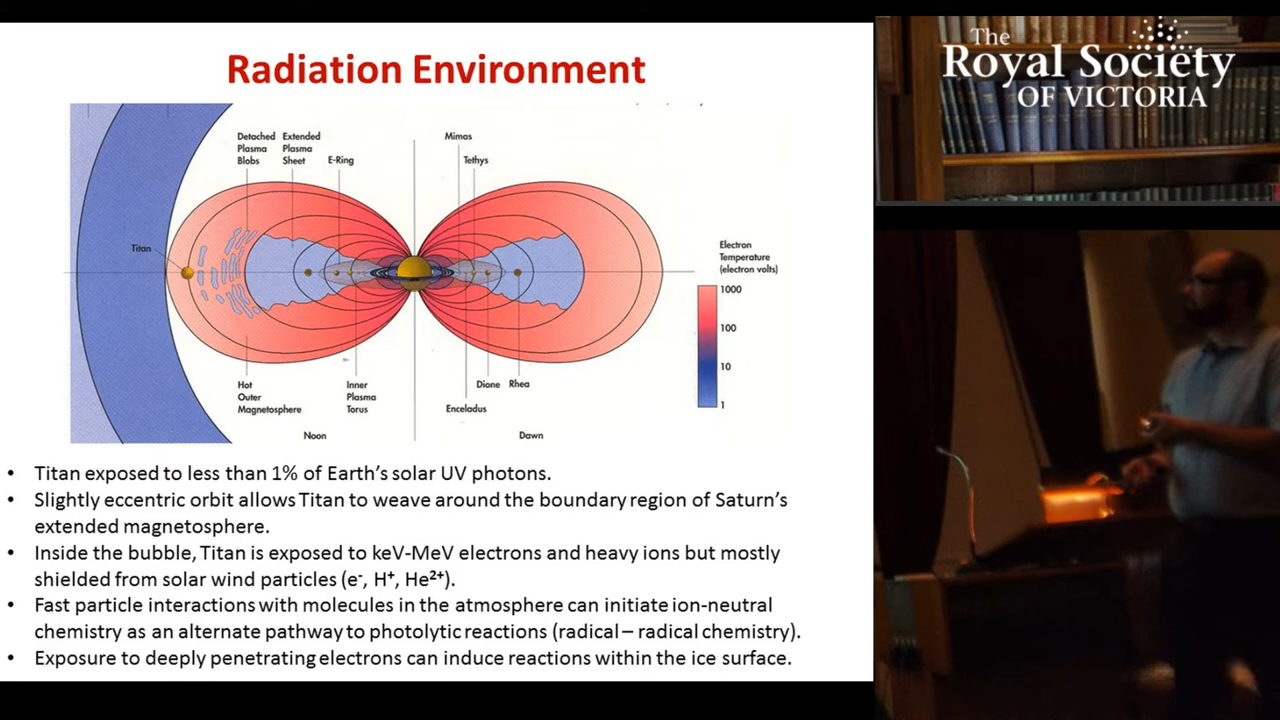 Radiation Environment
The
Royal Society
OF VICTORIA
Detached
Plasma
Blobs
Extended
Plasma
Sheet
E-Ring
Mimas
Tethys
Titan
Electron
Temperature
(electron volts)
1000
100
10
1
Hot
Outer
Magnetosphere
Inner
Plasma
Torus
Dione
Rhea
Enceladus
Noon
Dawn
• Titan exposed to less than 1% of Earth's solar UV photons.
• Slightly eccentric orbit allows Titan to weave around the boundary region of Saturn's
extended magnetosphere.
• Inside the bubble, Titan is exposed to keV-MeV electrons and heavy ions but mostly
shielded from solar wind particles (e⁻, H⁺, He²⁺).
• Fast particle interactions with molecules in the atmosphere can initiate ion-neutral
chemistry as an alternate pathway to photolytic reactions (radical – radical chemistry).
• Exposure to deeply penetrating electrons can induce reactions within the ice surface.